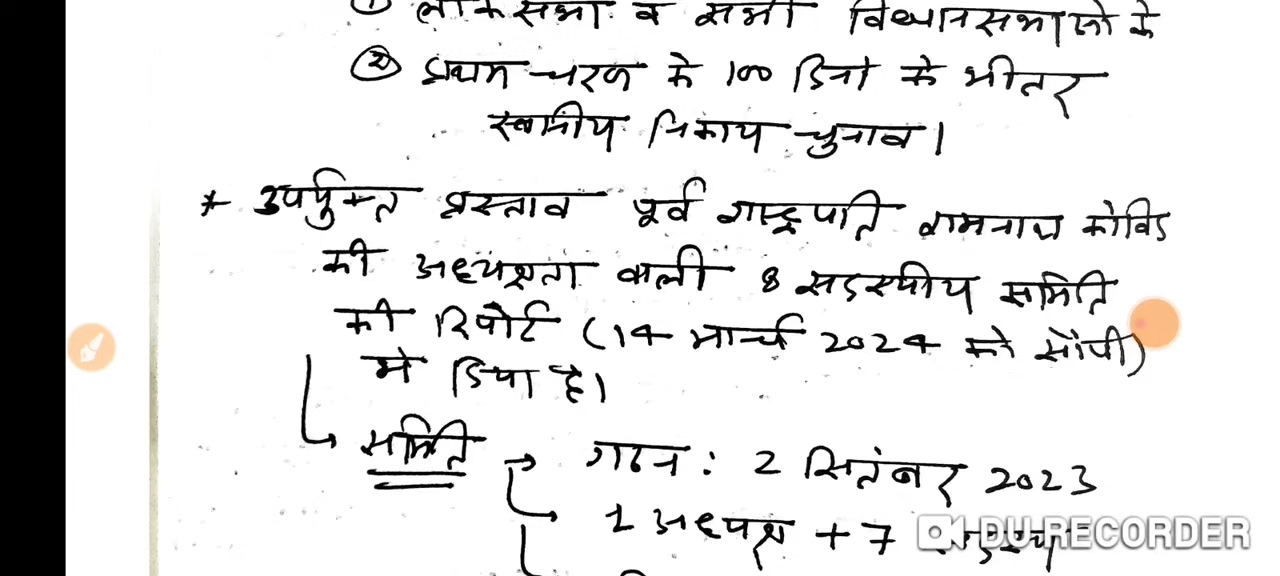 ① लोकसभा व सभी विधानसभाओ के
② प्रथम चरण के 100 दिनो के भीतर
स्थानीय निकाय चुनाव।
* उपर्युक्त प्रस्ताव पूर्व राष्ट्रपति रामनाथ कोविंद
की अध्यक्षता वाली 8 सदस्यीय समिति
की रिपोर्ट (14 मार्च 2024 को सौंपी)
मे दिया है।
समिति → गठन : 2 सितंबर 2023
1 अध्यक्ष + 7 सदस्य
DU RECORDER